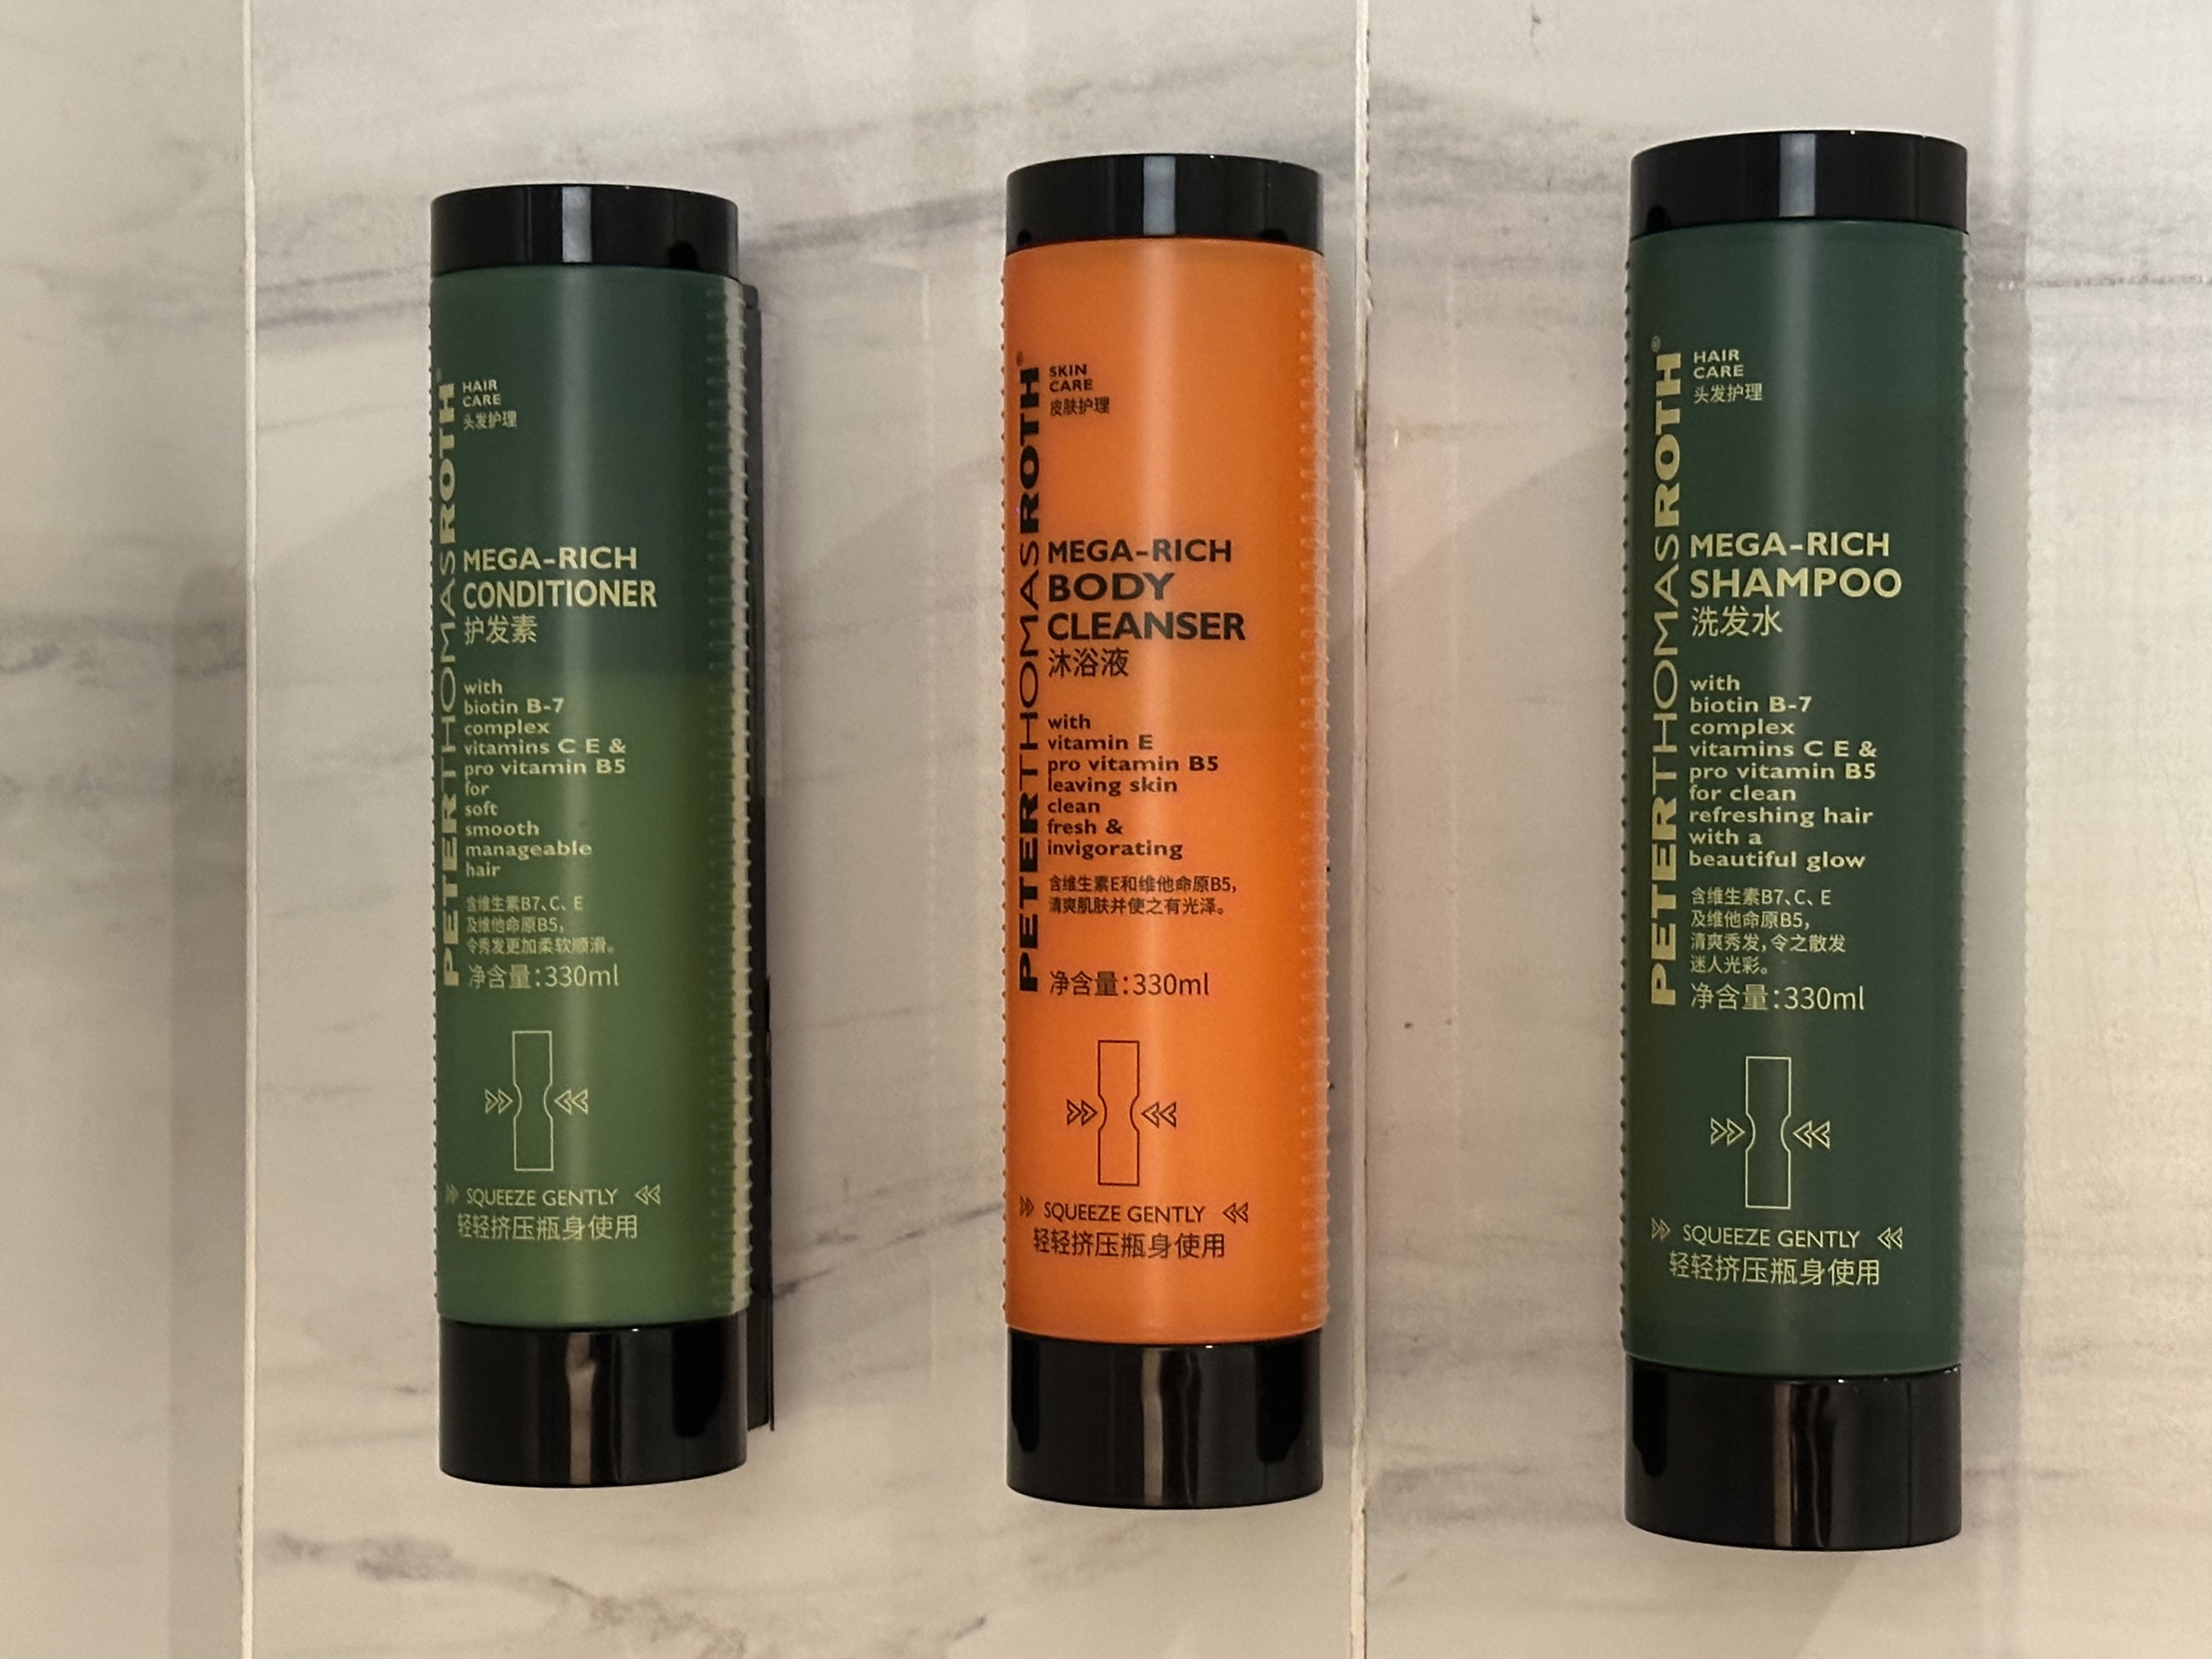 PETERTHOMASROTH®
HAIR
CARE
头发护理
MEGA-RICH
CONDITIONER
护发素
with
biotin B-7
complex
vitamins C E &
pro vitamin B5
for
soft
smooth
manageable
hair
含维生素B7、C、E
及维他命原B5，
令秀发更加柔软顺滑。
净含量：330ml
SQUEEZE GENTLY
轻轻挤压瓶身使用
PETERTHOMASROTH®
SKIN
CARE
皮肤护理
MEGA-RICH
BODY
CLEANSER
沐浴液
with
vitamin E
pro vitamin B5
leaving skin
clean
fresh &
invigorating
含维生素E和维他命原B5，
清爽肌肤并使之有光泽。
净含量：330ml
SQUEEZE GENTLY
轻轻挤压瓶身使用
PETERTHOMASROTH®
HAIR
CARE
头发护理
MEGA-RICH
SHAMPOO
洗发水
with
biotin B-7
complex
vitamins C E &
pro vitamin B5
for clean
refreshing hair
with a
beautiful glow
含维生素B7、C、E
及维他命原B5，
清爽秀发，令之散发
迷人光彩。
净含量：330ml
SQUEEZE GENTLY
轻轻挤压瓶身使用